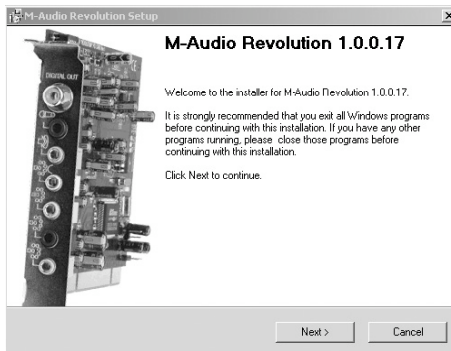 M-Audio Revolution Setup
M-Audio Revolution 1.0.0.17
DIGITAL OUT
Welcome to the installer for M-Audio Revolution 1.0.0.17.
It is strongly recommended that you exit all Windows programs
before continuing with this installation. If you have any other
programs running, please close those programs before
continuing with this installation.
Click Next to continue.
Next >
Cancel